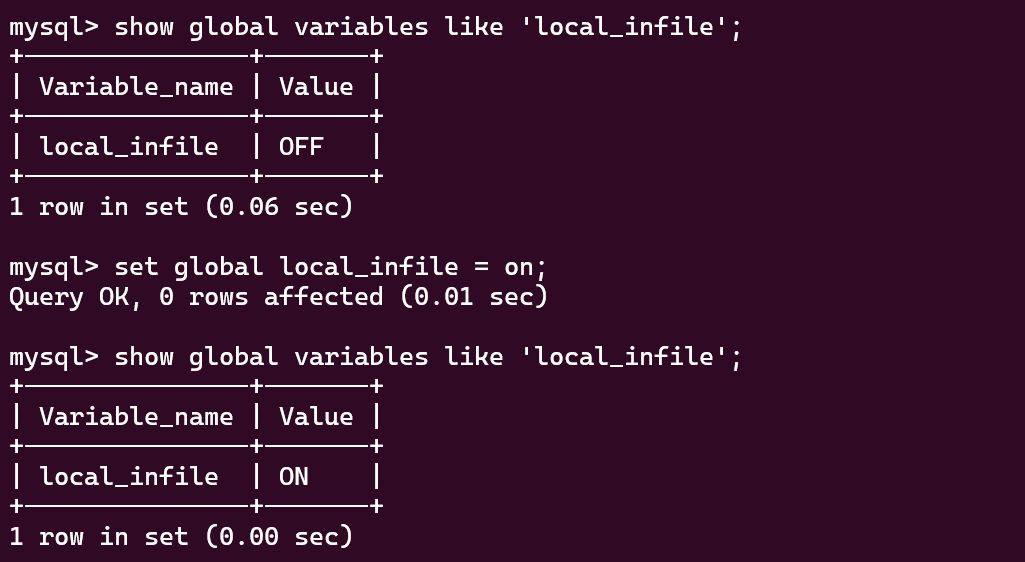 mysql> show global variables like 'local_infile';
+---------------+-------+
| Variable_name | Value |
+---------------+-------+
| local_infile  | OFF   |
+---------------+-------+
1 row in set (0.06 sec)

mysql> set global local_infile = on;
Query OK, 0 rows affected (0.01 sec)

mysql> show global variables like 'local_infile';
+---------------+-------+
| Variable_name | Value |
+---------------+-------+
| local_infile  | ON    |
+---------------+-------+
1 row in set (0.00 sec)